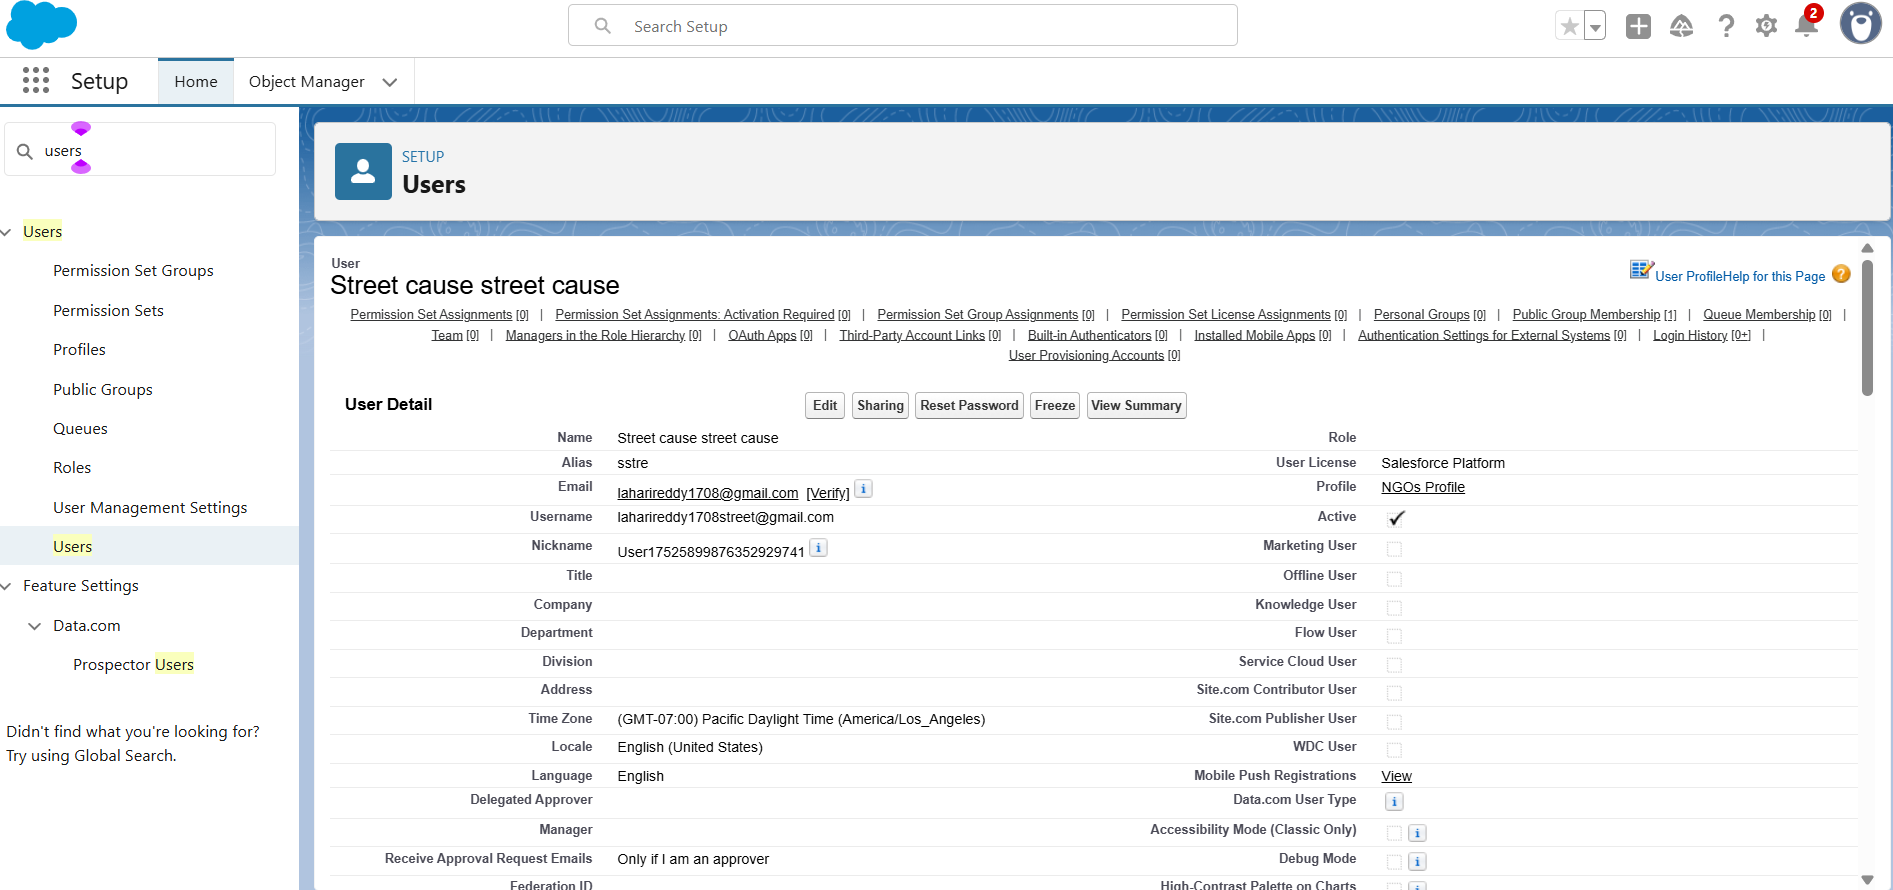 Search Setup
2
Setup
Home
Object Manager
users
SETUP
Users
Users
Permission Set Groups
Permission Sets
Profiles
Public Groups
Queues
Roles
User Management Settings
Users
Feature Settings
Data.com
Prospector Users
Didn't find what you're looking for?
Try using Global Search.
User
Street cause street cause
User Profile Help for this Page ?
Permission Set Assignments [0] | Permission Set Assignments: Activation Required [0] | Permission Set Group Assignments [0] | Permission Set License Assignments [0] | Personal Groups [0] | Public Group Membership [1] | Queue Membership [0] |
Team [0] | Managers in the Role Hierarchy [0] | OAuth Apps [0] | Third-Party Account Links [0] | Built-in Authenticators [0] | Installed Mobile Apps [0] | Authentication Settings for External Systems [0] | Login History [0+] |
User Provisioning Accounts [0]
User Detail
Edit Sharing Reset Password Freeze View Summary
Name Street cause street cause Role
Alias sstre User License Salesforce Platform
Email laharireddy1708@gmail.com [Verify] i Profile NGOs Profile
Username laharireddy1708street@gmail.com Active
Nickname User17525899876352929741 i Marketing User
Title Offline User
Company Knowledge User
Department Flow User
Division Service Cloud User
Address Site.com Contributor User
Time Zone (GMT-07:00) Pacific Daylight Time (America/Los_Angeles) Site.com Publisher User
Locale English (United States) WDC User
Language English Mobile Push Registrations View
Delegated Approver Data.com User Type i
Manager Accessibility Mode (Classic Only) i
Receive Approval Request Emails Only if I am an approver Debug Mode i
Federation ID High-Contrast Palette on Charts i